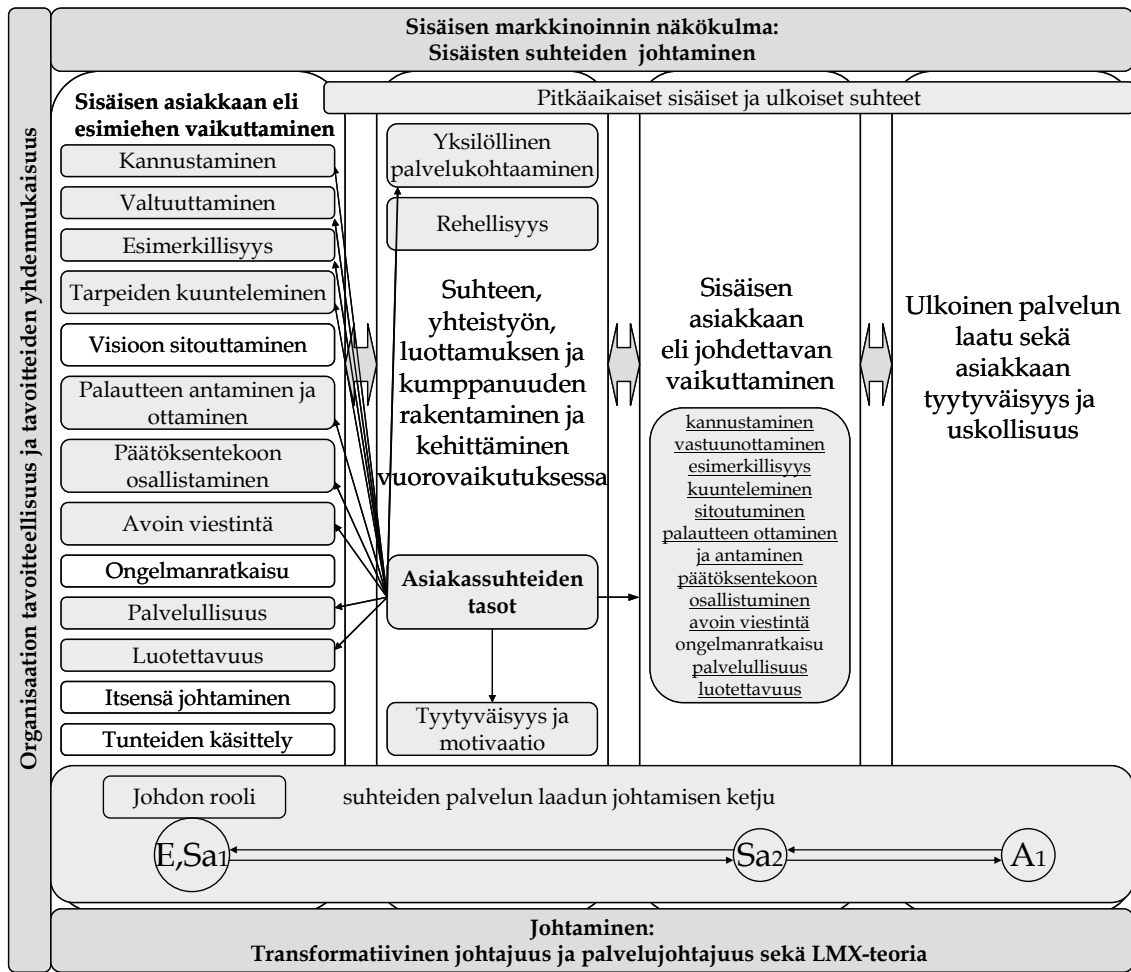 Sisäisen markkinoinnin näkökulma:
Sisäisten suhteiden johtaminen
Organisaation tavoitteellisuus ja tavoitteiden yhdenmukaisuus
Pitkäaikaiset sisäiset ja ulkoiset suhteet
Sisäisen asiakkaan eli
esimiehen vaikuttaminen
Kannustaminen
Valtuuttaminen
Esimerkillisyys
Tarpeiden kuunteleminen
Visioon sitouttaminen
Palautteen antaminen ja
ottaminen
Päätöksentekoon
osallistaminen
Avoin viestintä
Ongelmanratkaisu
Palvelullisuus
Luotettavuus
Itsensä johtaminen
Tunteiden käsittely
Yksilöllinen
palvelukohtaaminen
Rehellisyys
Suhteen,
yhteistyön,
luottamuksen ja
kumppanuuden
rakentaminen ja
kehittäminen
vuorovaikutuksessa
Asiakassuhteiden
tasot
Tyytyväisyys ja
motivaatio
Sisäisen
asiakkaan
eli johdettavan
vaikuttaminen
kannustaminen
vastuunottaminen
esimerkillisyys
kuunteleminen
sitoutuminen
palautteen ottaminen
ja antaminen
päätöksentekoon
osallistuminen
avoin viestintä
ongelmanratkaisu
palvelullisuus
luotettavuus
Ulkoinen palvelun
laatu sekä
asiakkaan
tyytyväisyys ja
uskollisuus
Johdon rooli
suhteiden palvelun laadun johtamisen ketju
E,Sa1
Sa2
A1
Johtaminen:
Transformatiivinen johtajuus ja palvelujohtajuus sekä LMX-teoria